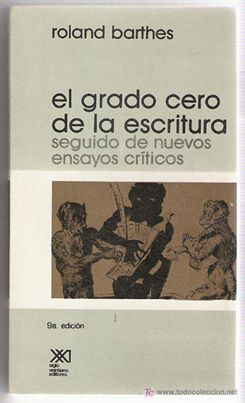 roland barthes
el grado cero
de la escritura
seguido de nuevos
ensayos críticos
9a. edición
siglo
veintiuno
editores
www.todocoleccion.net